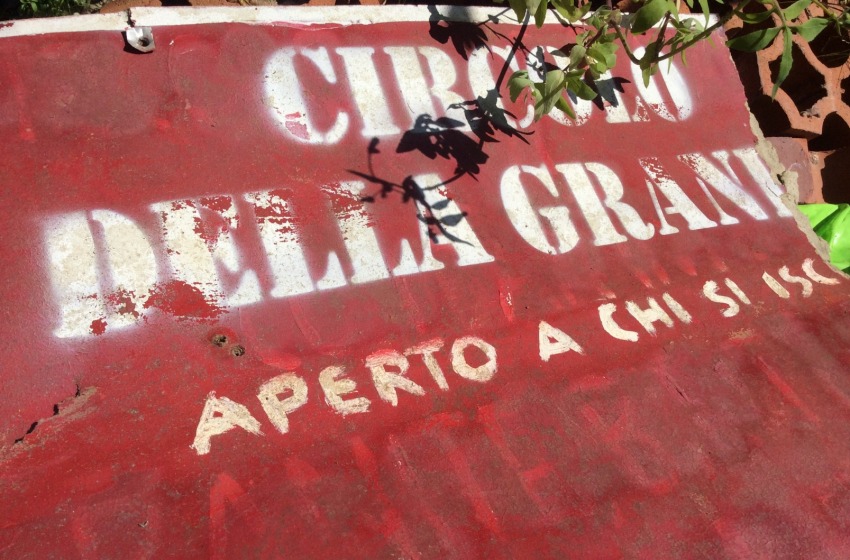 CIRCOLO
DELLA GRAN
APERTO A CHI SI ISC